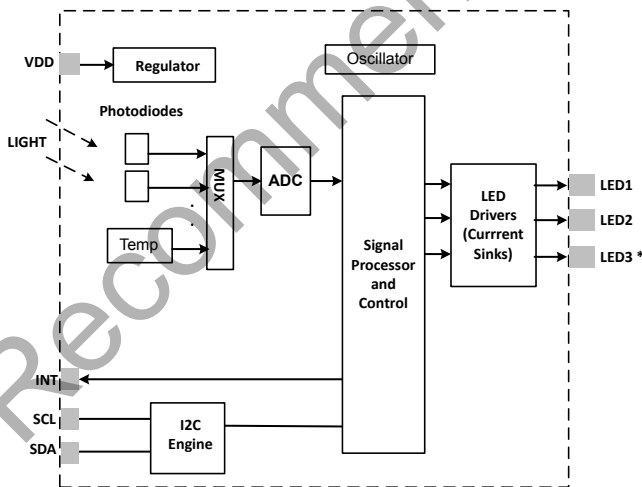 Recommen
VDD
Regulator
Oscillator
Photodiodes
LIGHT
MUX
ADC
Temp
Signal
Processor
and
Control
LED
Drivers
(Currrent
Sinks)
LED1
LED2
LED3 *
INT
SCL
SDA
I2C
Engine